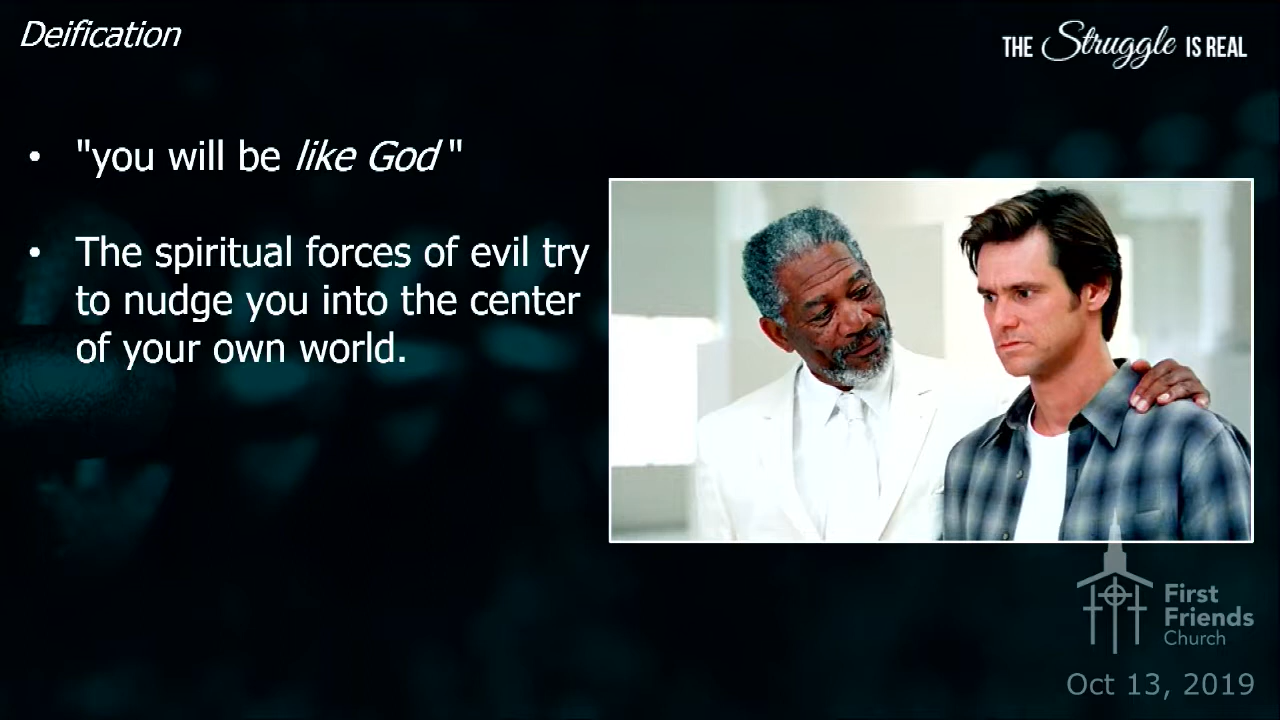 Deification
THE Struggle IS REAL
• "you will be like God "
• The spiritual forces of evil try
to nudge you into the center
of your own world.
First
Friends
Church
Oct 13, 2019